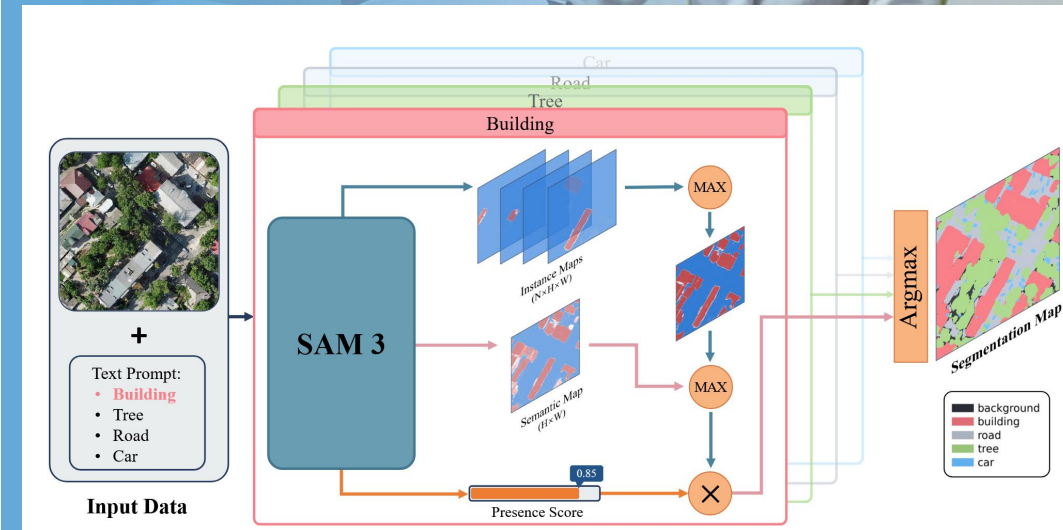 Car
Road
Tree
Building
MAX
Instance Maps
(N×H×W)
SAM 3
+
Text Prompt:
• Building
• Tree
• Road
• Car
Input Data
Semantic Map
(H×W)
MAX
0.85
Presence Score
×
Argmax
Segmentation Map
background
building
road
tree
car